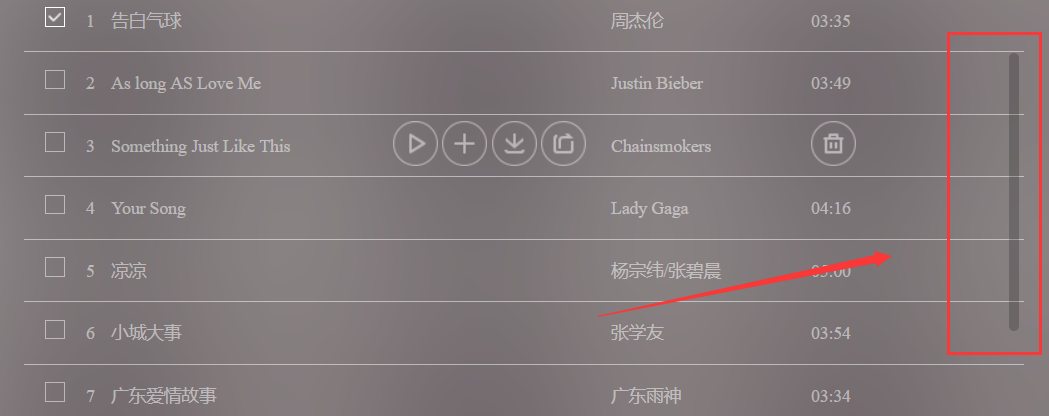 1 告白气球 周杰伦 03:35
2 As long AS Love Me Justin Bieber 03:49
3 Something Just Like This Chainsmokers
4 Your Song Lady Gaga 04:16
5 凉凉 杨宗纬/张碧晨
6 小城大事 张学友 03:54
7 广东爱情故事 广东雨神 03:34